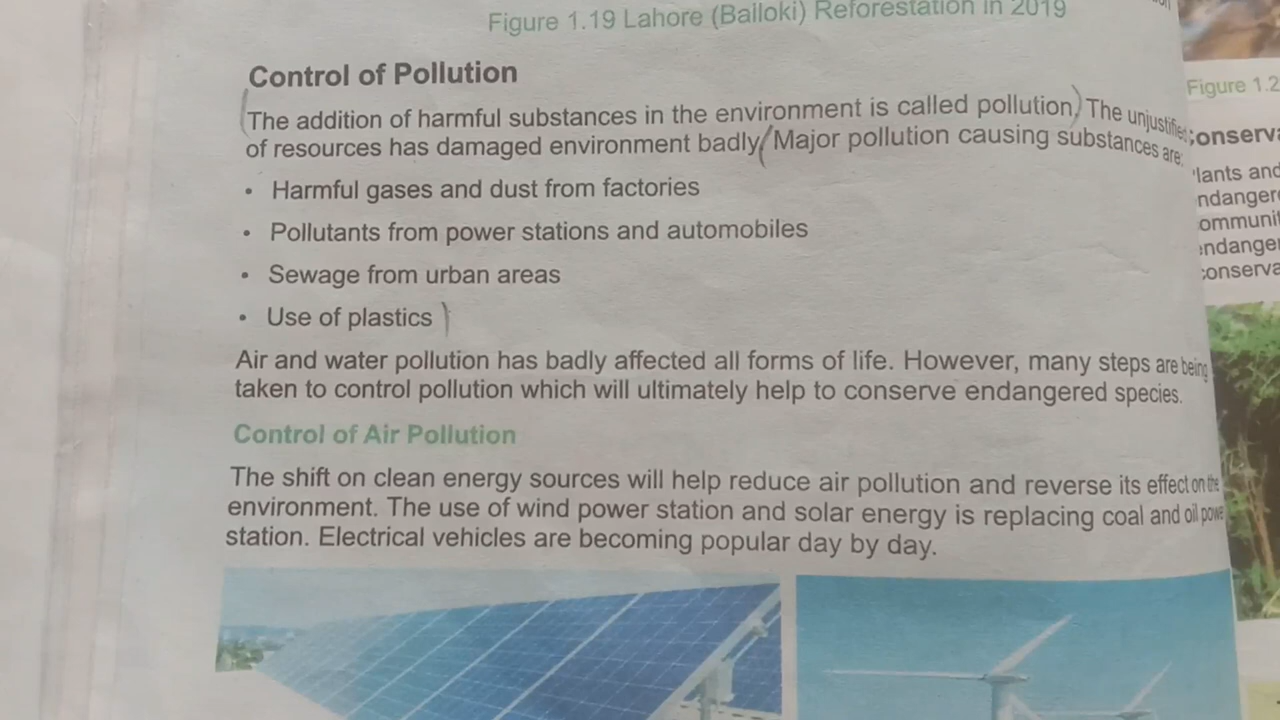 Figure 1.19 Lahore (Balloki) Reforestation in 2019
Control of Pollution
The addition of harmful substances in the environment is called pollution. The unjustified
of resources has damaged environment badly. Major pollution causing substances are:
• Harmful gases and dust from factories
• Pollutants from power stations and automobiles
• Sewage from urban areas
• Use of plastics
Air and water pollution has badly affected all forms of life. However, many steps are being
taken to control pollution which will ultimately help to conserve endangered species.
Control of Air Pollution
The shift on clean energy sources will help reduce air pollution and reverse its effect on the
environment. The use of wind power station and solar energy is replacing coal and oil power
station. Electrical vehicles are becoming popular day by day.
Figure 1.2